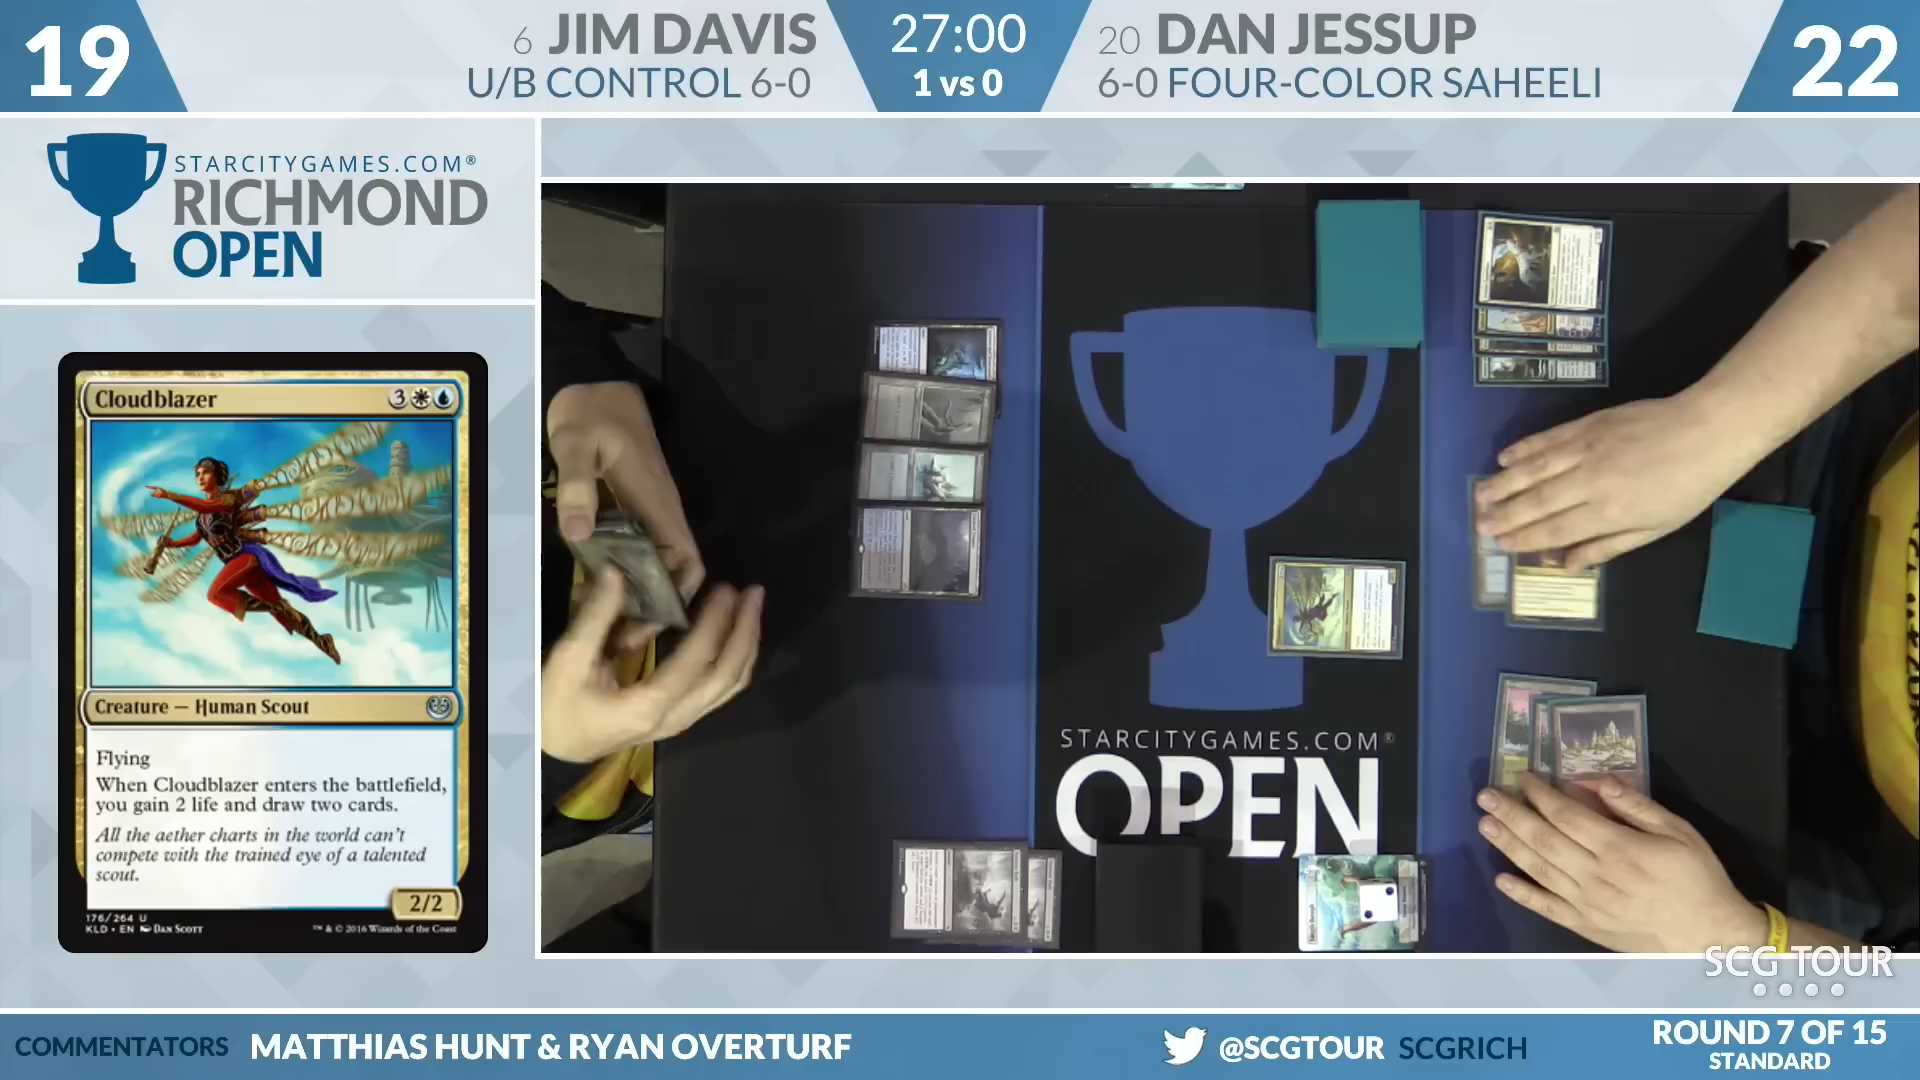 19
6 JIM DAVIS
U/B CONTROL 6-0
27:00
1 vs 0
20 DAN JESSUP
6-0 FOUR-COLOR SAHEELI
22
STARCITYGAMES.COM®
RICHMOND
OPEN
Cloudblazer 3
Creature — Human Scout
Flying
When Cloudblazer enters the battlefield,
you gain 2 life and draw two cards.
All the aether charts in the world can't
compete with the trained eye of a talented
scout.
2/2
176/264 U
KLD • EN DAN SCOTT
™ & © 2016 Wizards of the Coast
STARCITYGAMES.COM®
OPEN
SCG TOUR
COMMENTATORS MATTHIAS HUNT & RYAN OVERTURF
@SCGTOUR SCGRICH
ROUND 7 OF 15
STANDARD